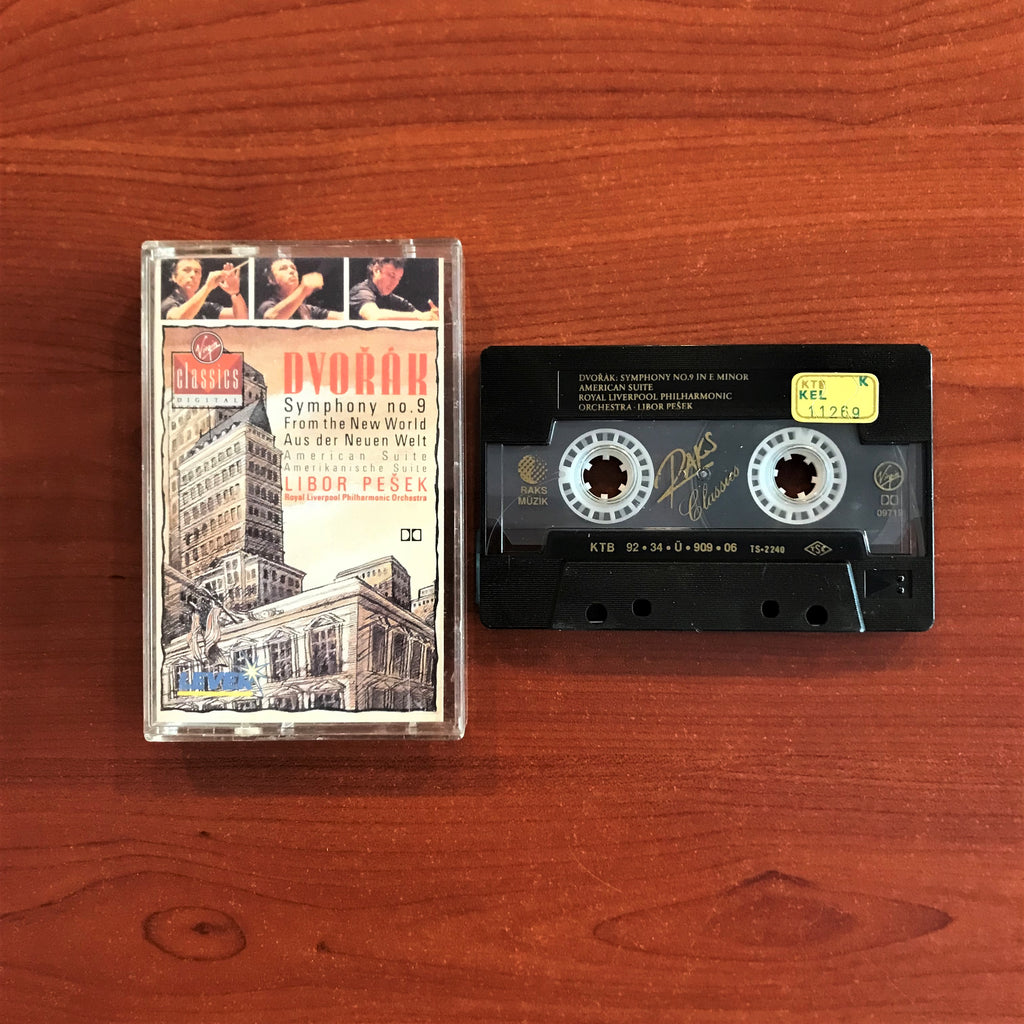 Virgin
classics
DIGITAL
DVOŘÁK
Symphony no.9
From the New World
Aus der Neuen Welt
American Suite
Amerikanische Suite
LIBOR PEŠEK
Royal Liverpool Philharmonic Orchestra
DVOŘÁK: SYMPHONY NO.9 IN E MINOR
AMERICAN SUITE
ROYAL LIVERPOOL PHILHARMONIC
ORCHESTRA · LIBOR PEŠEK
KTB K
KEL
11269
RAKS
MÜZİK
RAKS
Classics
Virgin
KTB 92 • 34 • Ü • 909 • 06 TS•2240 TSE